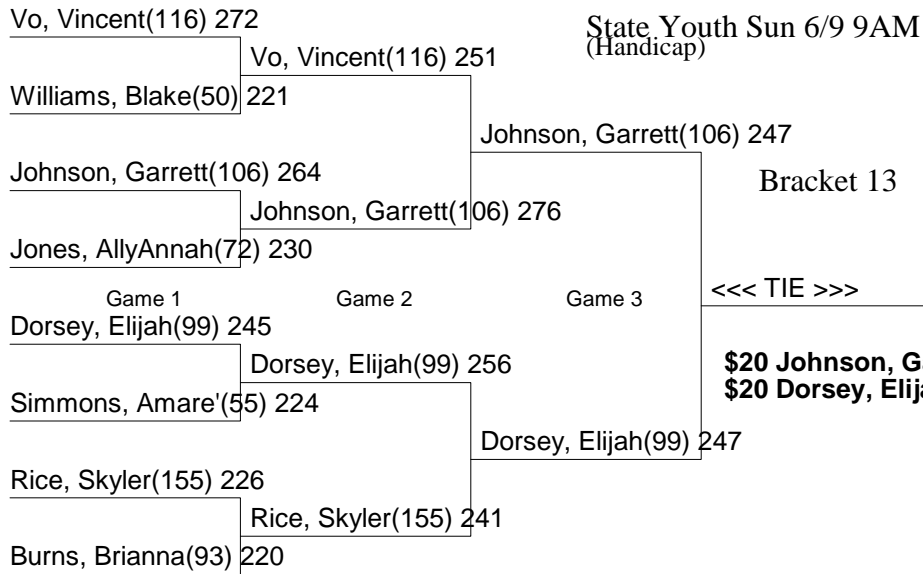 Vo, Vincent(116) 272
State Youth Sun 6/9 9AM
(Handicap)
Vo, Vincent(116) 251
Williams, Blake(50) 221
Johnson, Garrett(106) 247
Johnson, Garrett(106) 264
Bracket 13
Johnson, Garrett(106) 276
Jones, AllyAnnah(72) 230
Game 1 Game 2 Game 3
<<< TIE >>>
Dorsey, Elijah(99) 245
Dorsey, Elijah(99) 256
$20 Johnson, G
$20 Dorsey, Elij
Simmons, Amare'(55) 224
Dorsey, Elijah(99) 247
Rice, Skyler(155) 226
Rice, Skyler(155) 241
Burns, Brianna(93) 220